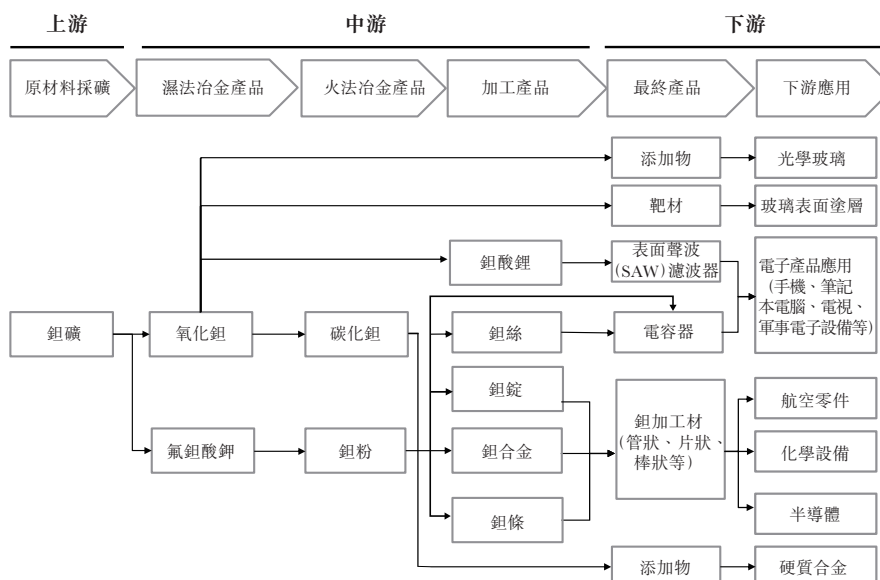 上游
中游
下游
原材料採礦
濕法冶金產品
火法冶金產品
加工產品
最終產品
下游應用
添加物
光學玻璃
靶材
玻璃表面塗層
鉭酸鋰
表面聲波
(SAW)濾波器
電子產品應用
(手機、筆記
本電腦、電視、
軍事電子設備等)
鉭礦
氧化鉭
碳化鉭
鉭絲
電容器
鉭錠
鉭加工材
(管狀、片狀、
棒狀等)
航空零件
氟鉭酸鉀
鉭粉
鉭合金
化學設備
鉭條
半導體
添加物
硬質合金